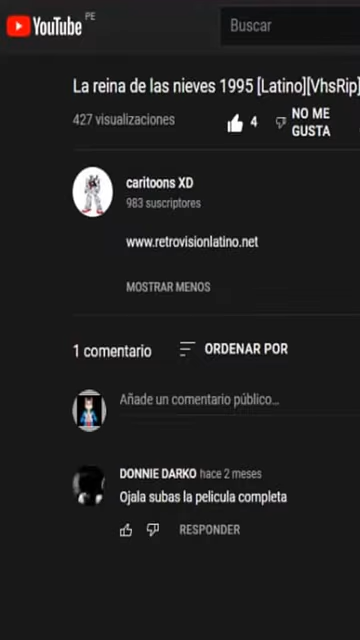 YouTube PE
Buscar
La reina de las nieves 1995 [Latino][VhsRip]
427 visualizaciones
4
NO ME
GUSTA
caritoons XD
983 suscriptores
www.retrovisionlatino.net
MOSTRAR MENOS
1 comentario
ORDENAR POR
Añade un comentario público...
DONNIE DARKO hace 2 meses
Ojala subas la pelicula completa
RESPONDER